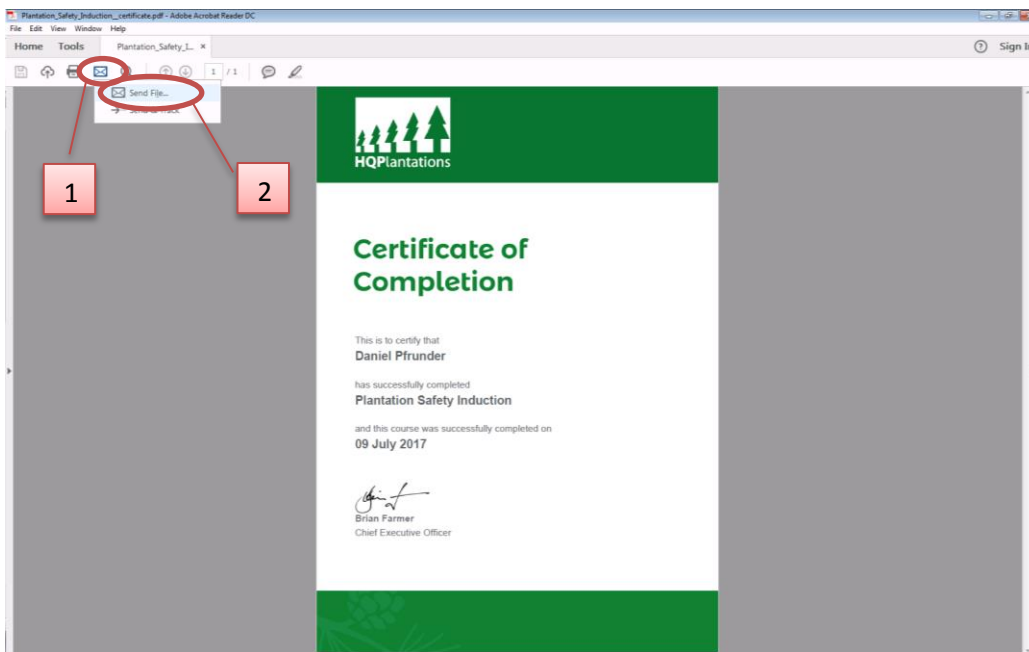 Plantation_Safety_Induction__certificate.pdf - Adobe Acrobat Reader DC
File Edit View Window Help
Home Tools Plantation_Safety_I... × Sign I
1 / 1
Send File...
1
2
HQPlantations
Certificate of
Completion
This is to certify that
Daniel Pfrunder
has successfully completed
Plantation Safety Induction
and this course was successfully completed on
09 July 2017
Brian Farmer
Chief Executive Officer